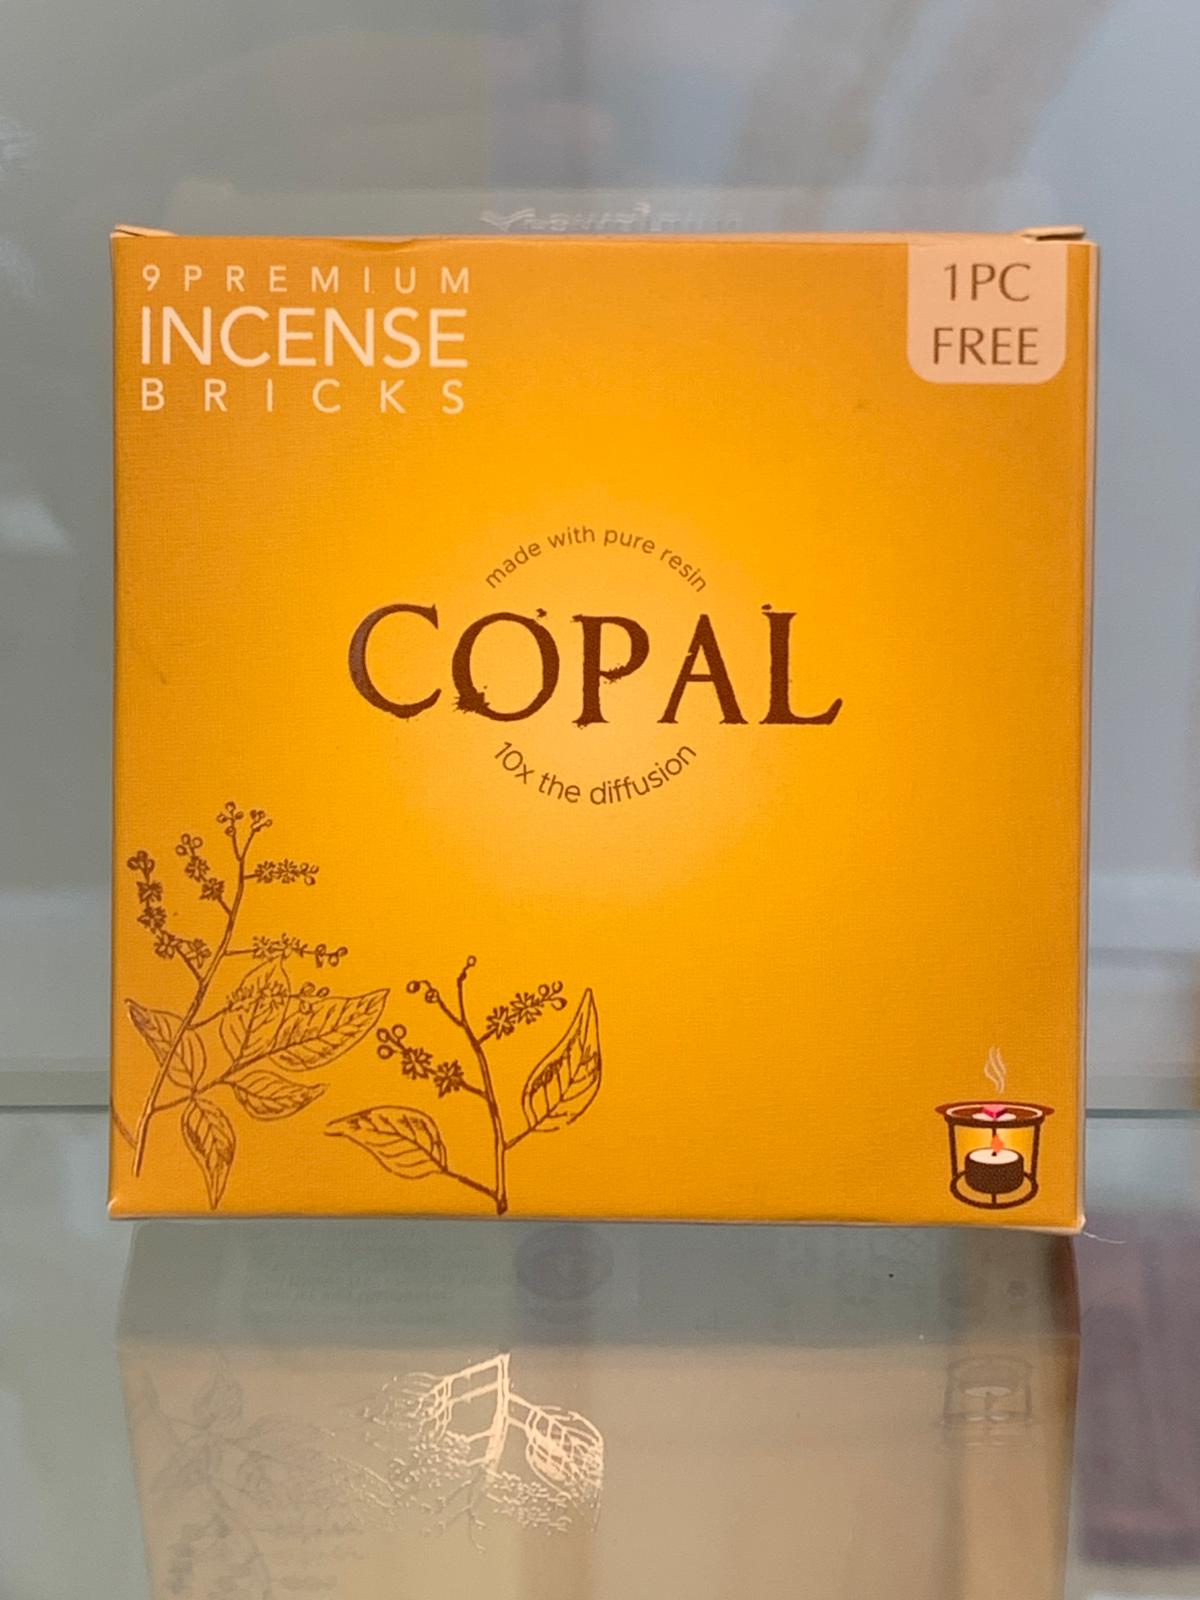 9 PREMIUM
INCENSE
BRICKS
1PC
FREE
made with pure resin
COPAL
10x the diffusion